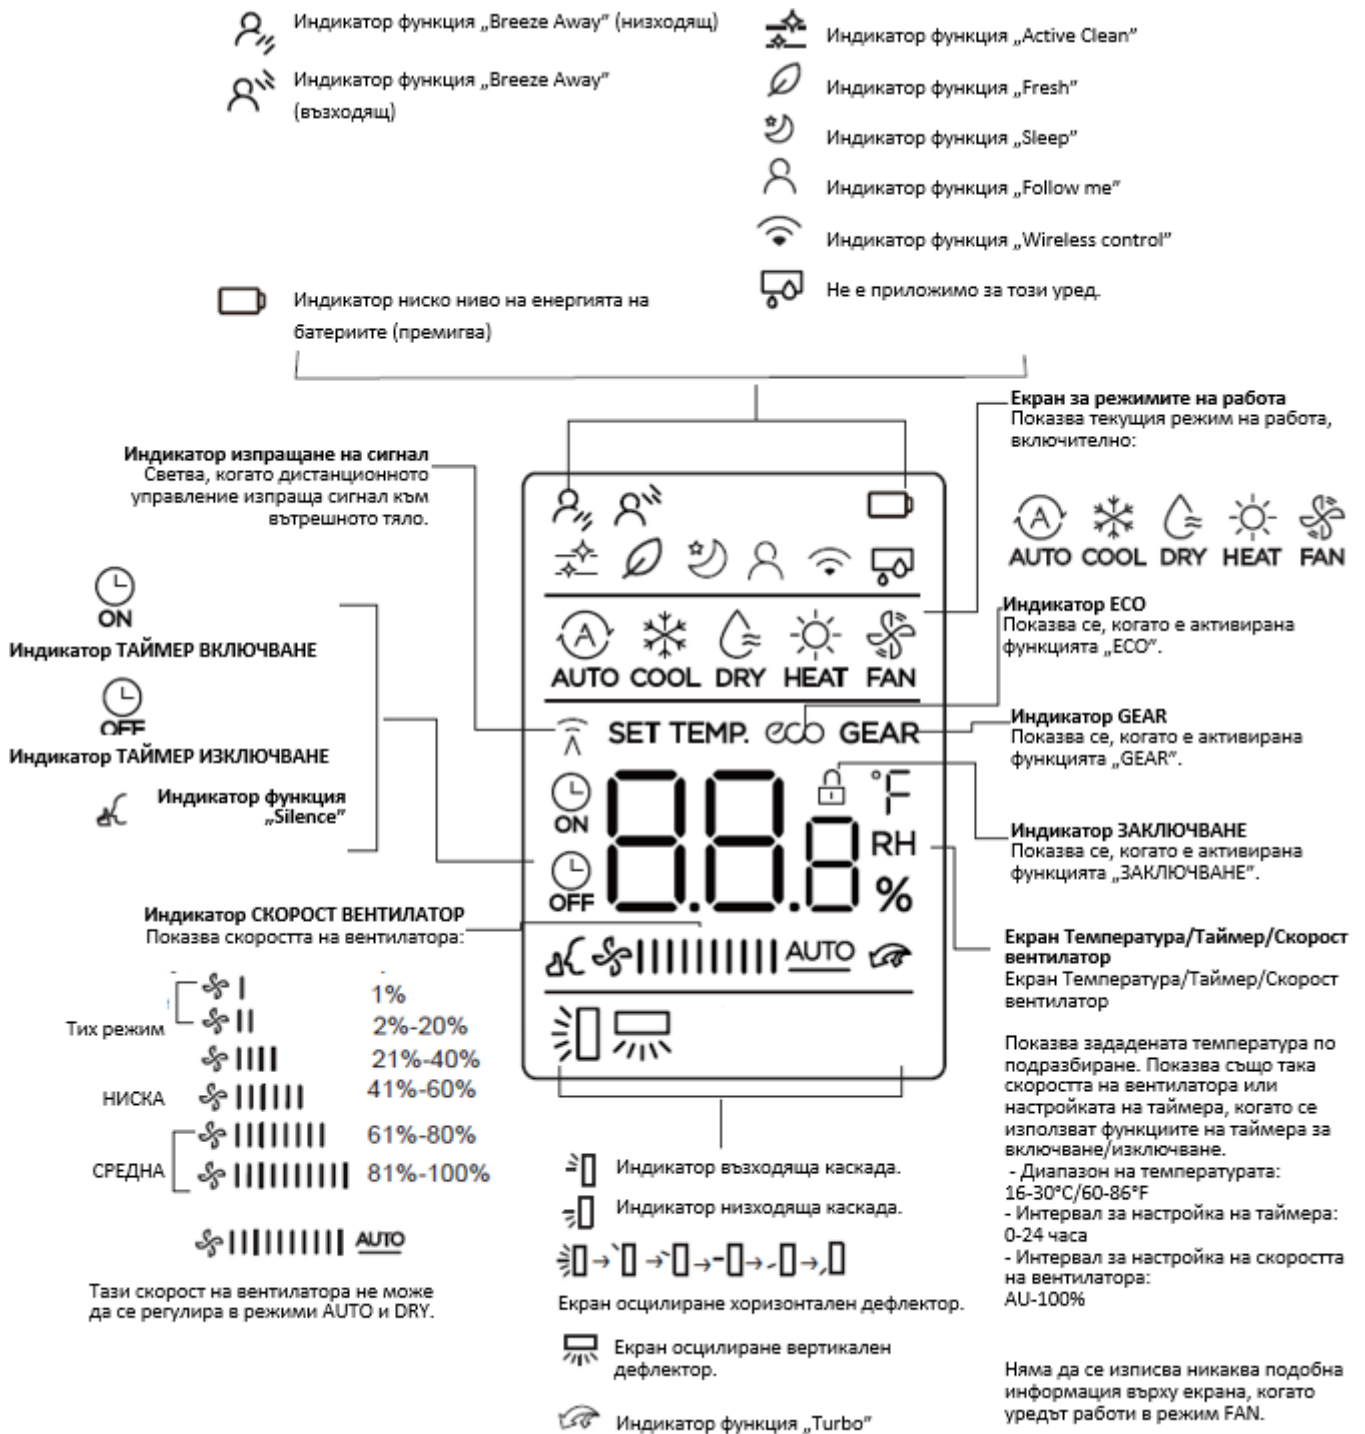 Индикатор функция „Breeze Away” (низходящ)
Индикатор функция „Breeze Away”
(възходящ)
Индикатор функция „Active Clean”
Индикатор функция „Fresh”
Индикатор функция „Sleep”
Индикатор функция „Follow me”
Индикатор функция „Wireless control”
Не е приложимо за този уред.
Индикатор ниско ниво на енергията на
батериите (премигва)
Екран за режимите на работа
Показва текущия режим на работа,
включително:
AUTO COOL DRY HEAT FAN
Индикатор изпращане на сигнал
Светва, когато дистанционното
управление изпраща сигнал към
вътрешното тяло.
ON
Индикатор ТАЙМЕР ВКЛЮЧВАНЕ
OFF
Индикатор ТАЙМЕР ИЗКЛЮЧВАНЕ
Индикатор функция
„Silence”
A
AUTO COOL DRY HEAT FAN
SET TEMP. eco GEAR
ON
OFF
88.8
°F
RH
%
AUTO
Индикатор ECO
Показва се, когато е активирана
функцията „ECO”.
Индикатор GEAR
Показва се, когато е активирана
функцията „GEAR”.
Индикатор ЗАКЛЮЧВАНЕ
Показва се, когато е активирана
функцията „ЗАКЛЮЧВАНЕ”.
Екран Температура/Таймер/Скорост
вентилатор
Екран Температура/Таймер/Скорост
вентилатор
Показва зададената температура по
подразбиране. Показва също така
скоростта на вентилатора или
настройката на таймера, когато се
използват функциите на таймера за
включване/изключване.
- Диапазон на температурата:
16-30°C/60-86°F
- Интервал за настройка на таймера:
0-24 часа
- Интервал за настройка на скоростта
на вентилатора:
AU-100%
Няма да се изписва никаква подобна
информация върху екрана, когато
уредът работи в режим FAN.
Индикатор СКОРОСТ ВЕНТИЛАТОР
Показва скоростта на вентилатора:
1%
Тих режим
2%-20%
21%-40%
НИСКА
41%-60%
61%-80%
СРЕДНА
81%-100%
AUTO
Тази скорост на вентилатора не може
да се регулира в режими AUTO и DRY.
Индикатор възходяща каскада.
Индикатор низходяща каскада.
Екран осцилиране хоризонтален дефлектор.
Екран осцилиране вертикален
дефлектор.
Индикатор функция „Turbo”